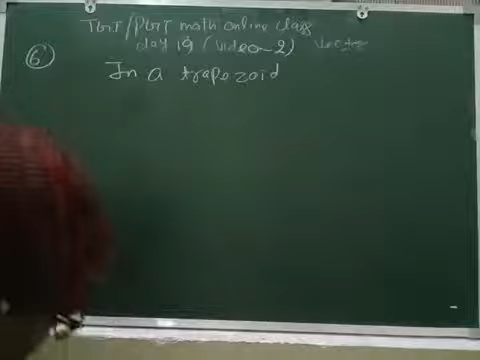 TGT/PGT math online class
day 19 (video-2) Vector
6
In a trapezoid